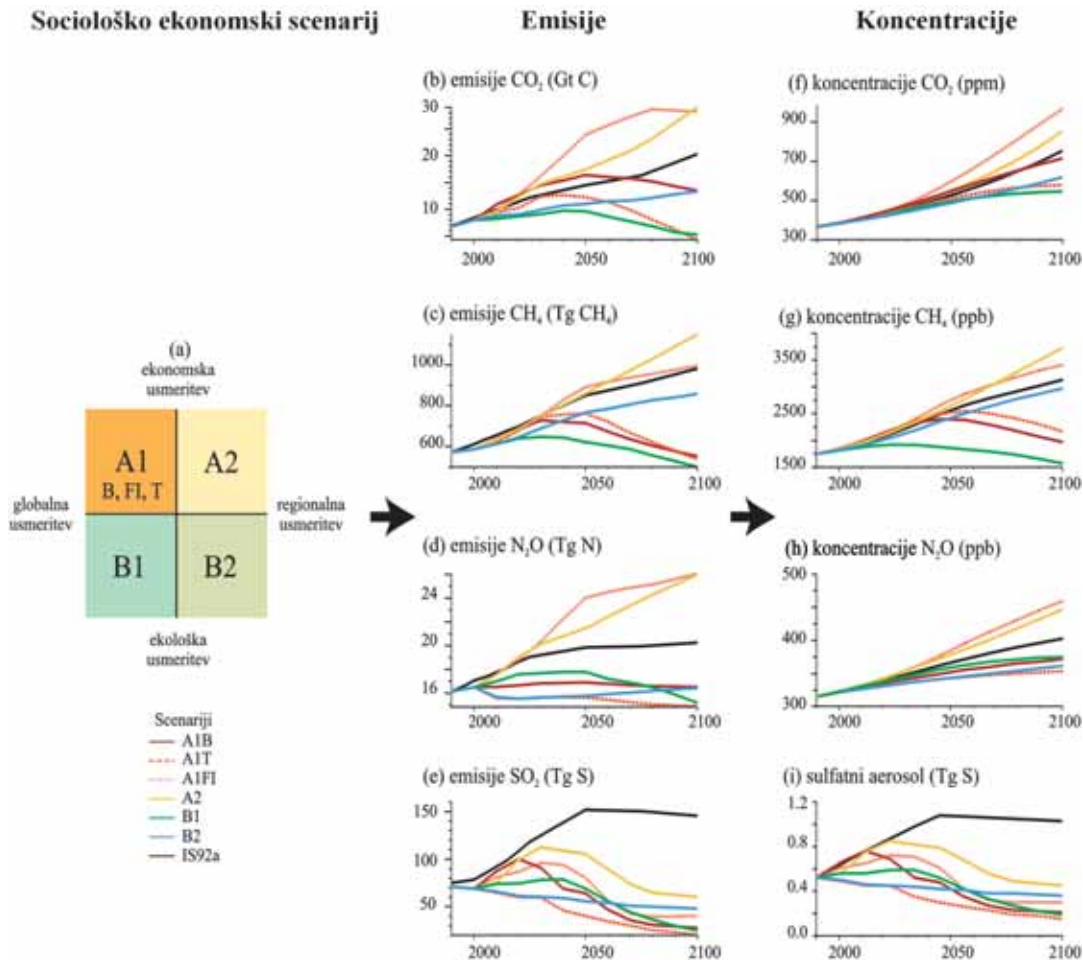 Sociološko ekonomski scenarij
Emisije
Koncentracije
(a)
ekonomska
usmeritev
A1
B, FI, T
A2
globalna
usmeritev
regionalna
usmeritev
B1
B2
ekološka
usmeritev
Scenariji
A1B
A1T
A1FI
A2
B1
B2
IS92a
(b) emisije CO₂ (Gt C)
30
20
10
2000 2050 2100
(c) emisije CH₄ (Tg CH₄)
1000
800
600
2000 2050 2100
(d) emisije N₂O (Tg N)
24
20
16
2000 2050 2100
(e) emisije SO₂ (Tg S)
150
100
50
2000 2050 2100
(f) koncentracije CO₂ (ppm)
900
700
500
300
2000 2050 2100
(g) koncentracije CH₄ (ppb)
3500
2500
1500
2000 2050 2100
(h) koncentracije N₂O (ppb)
500
400
300
2000 2050 2100
(i) sulfatni aerosol (Tg S)
1.2
0.8
0.4
0.0
2000 2050 2100